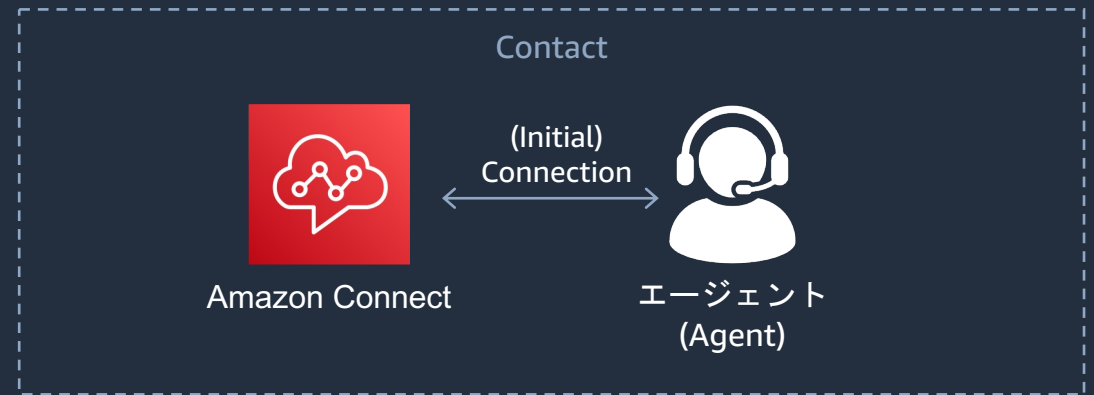 Contact
(Initial)
Connection
Amazon Connect
エージェント
(Agent)